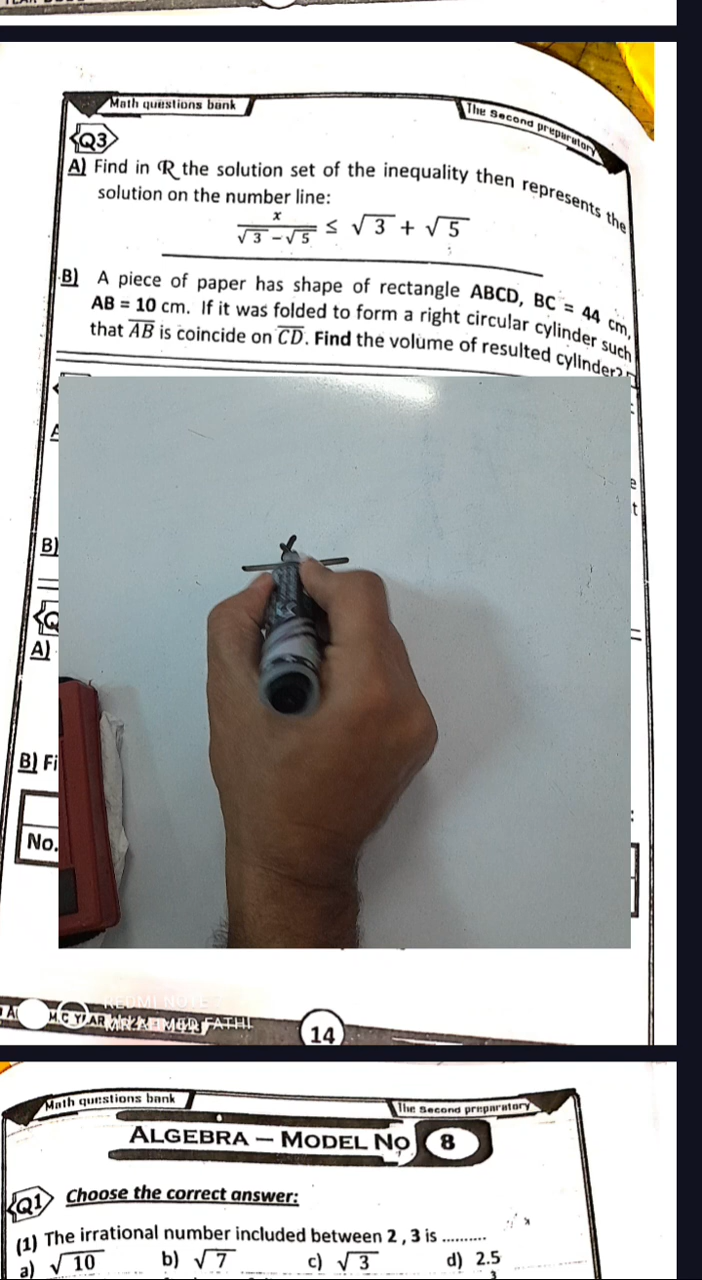 Math questions bank
The Second preparatory
Q3
A) Find in ℝ the solution set of the inequality then represents the
solution on the number line:
x / (√3 − √5) ≤ √3 + √5
B) A piece of paper has shape of rectangle ABCD, BC = 44 cm,
AB = 10 cm. If it was folded to form a right circular cylinder such
that AB is coincide on CD. Find the volume of resulted cylinder?
x
B)
A)
B) Fi
No.
REDMI NOTE
FATHI
14
Math questions bank
The Second preparatory
ALGEBRA – MODEL NO 8
Q1 Choose the correct answer:
(1) The irrational number included between 2 , 3 is ..........
a) √10 b) √7 c) √3 d) 2.5